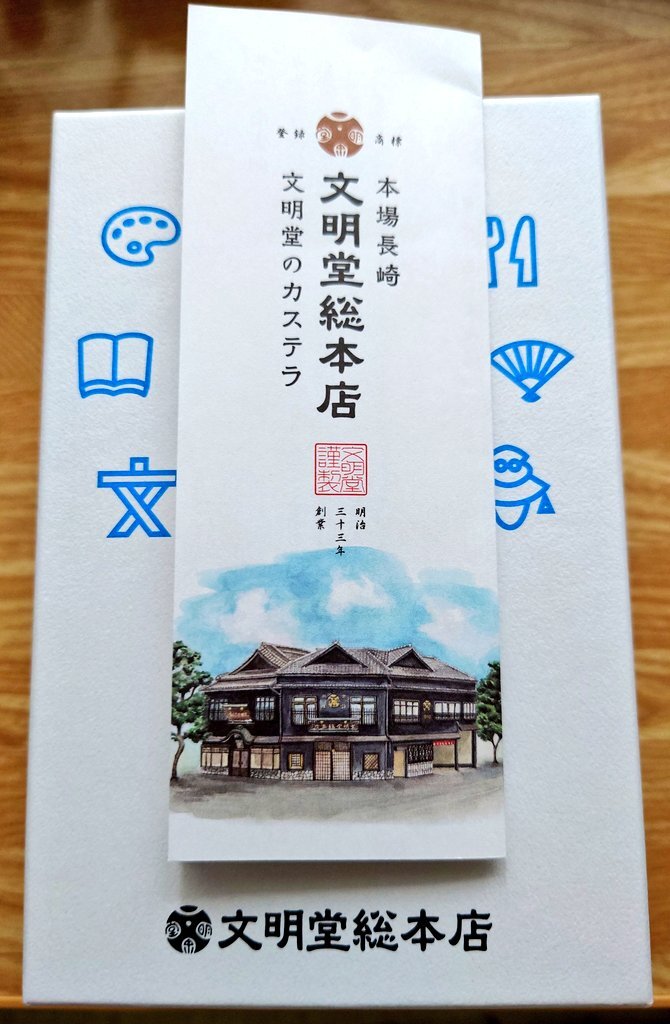 登録 商標
本場長崎
文明堂総本店
文明堂のカステラ
文明堂
謹製
明治
三十三年
創業
文
文明堂総本店